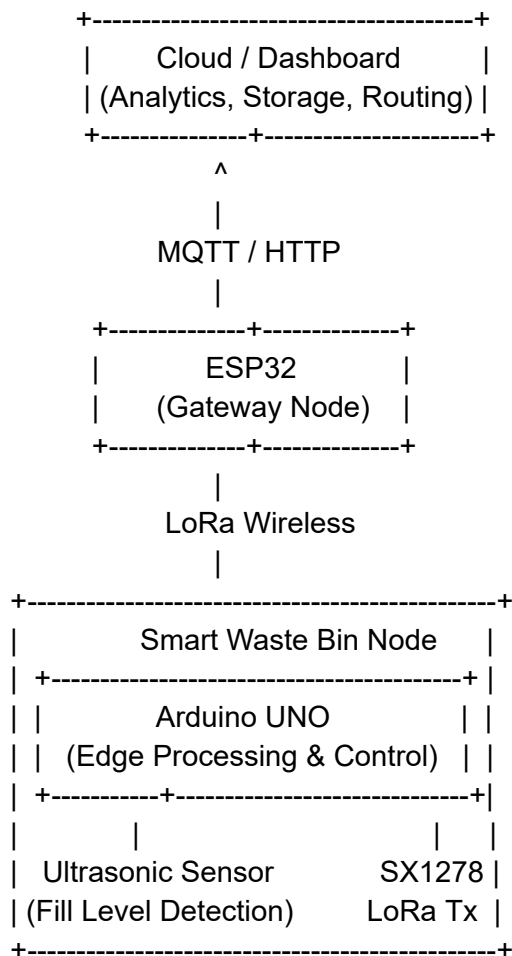 +--------------------------------------+
|        Cloud / Dashboard           |
| (Analytics, Storage, Routing) |
+---------------+----------------------+
^
|
MQTT / HTTP
|
+--------------+--------------+
|            ESP32            |
|      (Gateway Node)    |
+--------------+--------------+
|
LoRa Wireless
|
+------------------------------------------------+
|            Smart Waste Bin Node      |
| +------------------------------------------+ |
| |            Arduino UNO              | |
| |   (Edge Processing & Control)   | |
| +-----------+------------------------------+|
|            |                              |    |
|   Ultrasonic Sensor          SX1278 |
| (Fill Level Detection)       LoRa Tx  |
+------------------------------------------------+